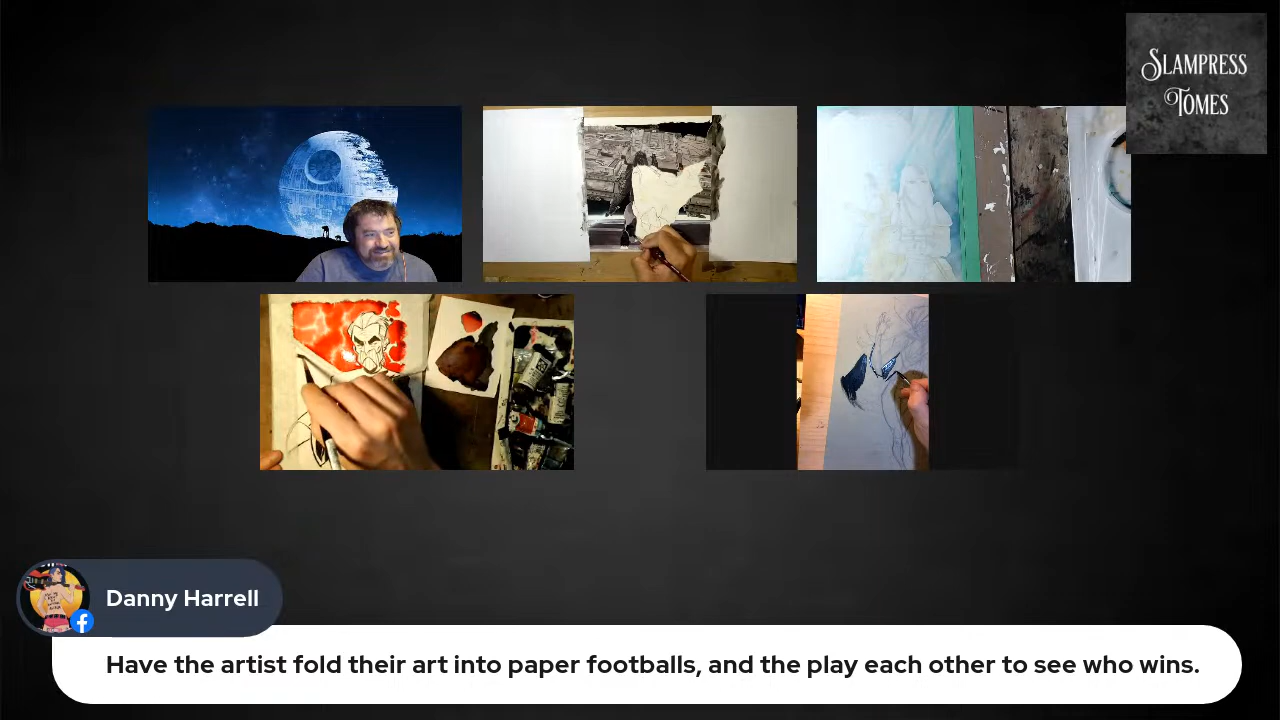 SLAMPRESS
TOMES
Danny Harrell
Have the artist fold their art into paper footballs, and the play each other to see who wins.